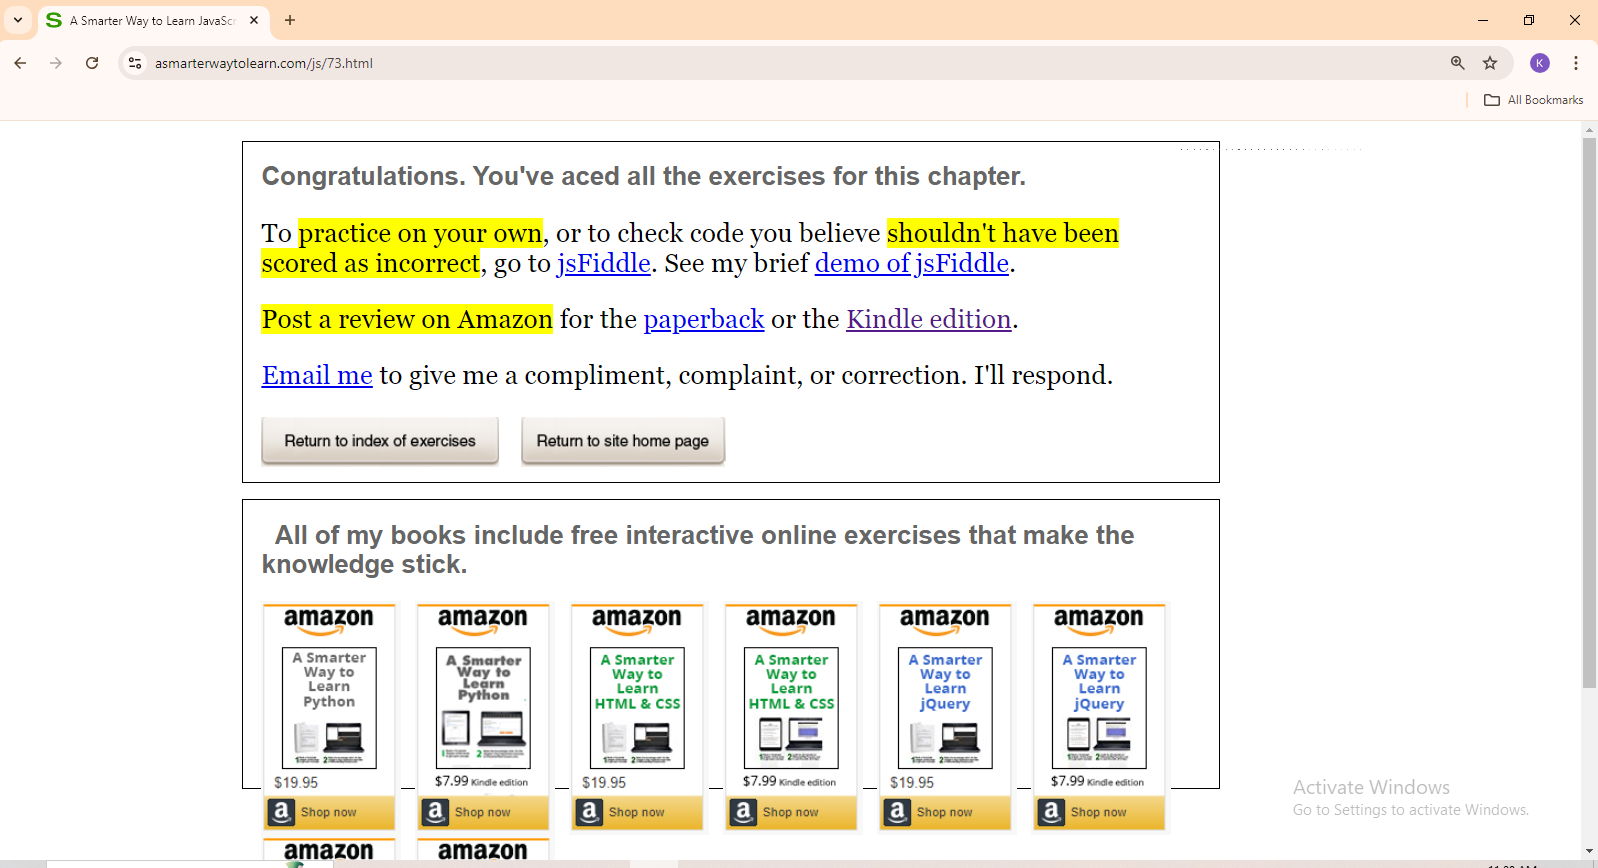 A Smarter Way to Learn JavaSc
asmarterwaytolearn.com/js/73.html
K
All Bookmarks
Congratulations. You've aced all the exercises for this chapter.
To practice on your own, or to check code you believe shouldn't have been
scored as incorrect, go to jsFiddle. See my brief demo of jsFiddle.
Post a review on Amazon for the paperback or the Kindle edition.
Email me to give me a compliment, complaint, or correction. I'll respond.
Return to index of exercises Return to site home page
All of my books include free interactive online exercises that make the
knowledge stick.
amazon amazon amazon amazon amazon amazon
A Smarter Way to Learn Python
A Smarter Way to Learn Python
A Smarter Way to Learn HTML & CSS
A Smarter Way to Learn HTML & CSS
A Smarter Way to Learn jQuery
A Smarter Way to Learn jQuery
$19.95 $7.99 Kindle edition $19.95 $7.99 Kindle edition $19.95 $7.99 Kindle edition
a Shop now a Shop now a Shop now a Shop now a Shop now a Shop now
amazon amazon
Activate Windows
Go to Settings to activate Windows.